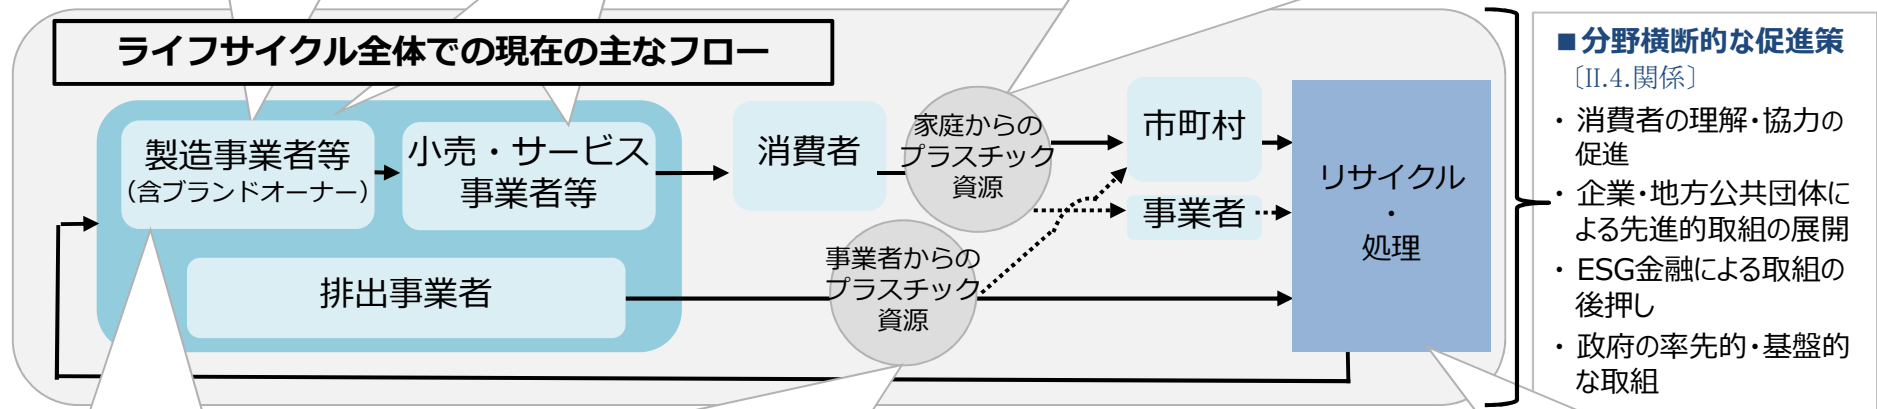 ライフサイクル全体での現在の主なフロー
製造事業者等
（含ブランドオーナー）
小売・サービス
事業者等
排出事業者
消費者
家庭からの
プラスチック
資源
事業者からの
プラスチック
資源
市町村
事業者
リサイクル
・
処理
■分野横断的な促進策
〔II.4.関係〕
・消費者の理解・協力の
促進
・企業・地方公共団体に
よる先進的取組の展開
・ESG金融による取組の
後押し
・政府の率先的・基盤的
な取組